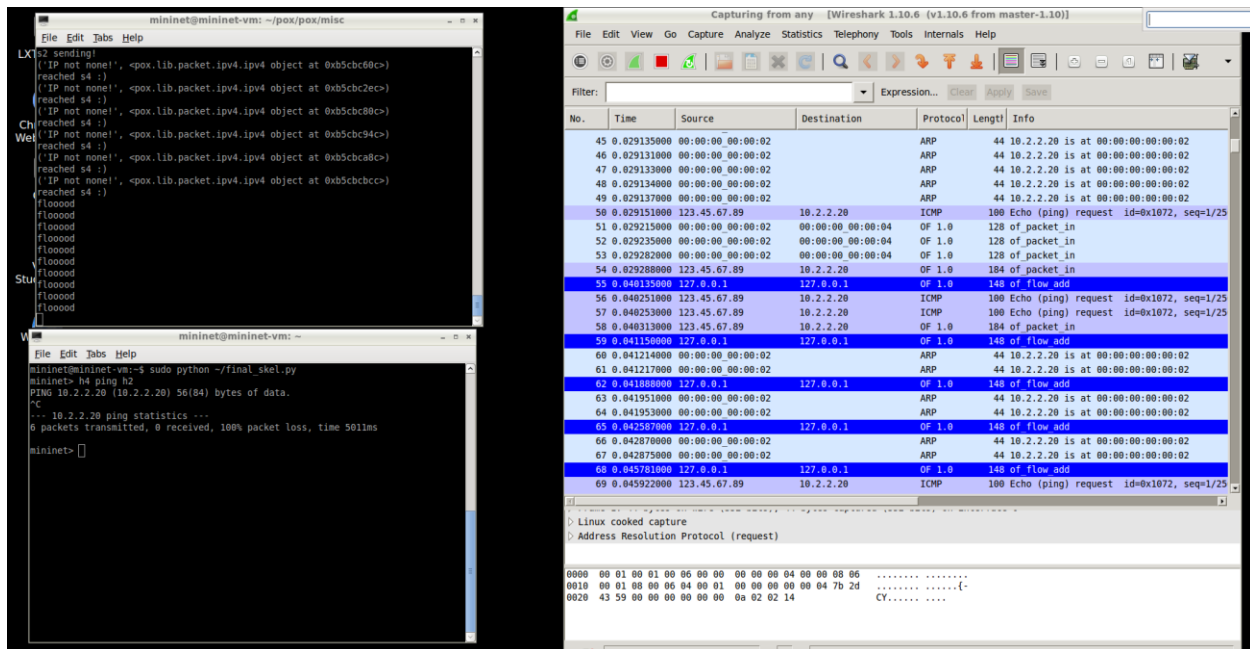 mininet@mininet-vm: ~/pox/pox/misc
File Edit Tabs Help
s2 sending!
('IP not none!', <pox.lib.packet.ipv4.ipv4 object at 0xb5cbc60c>)
reached s4 :)
('IP not none!', <pox.lib.packet.ipv4.ipv4 object at 0xb5cbc2ec>)
reached s4 :)
('IP not none!', <pox.lib.packet.ipv4.ipv4 object at 0xb5cbc80c>)
reached s4 :)
('IP not none!', <pox.lib.packet.ipv4.ipv4 object at 0xb5cbc94c>)
reached s4 :)
('IP not none!', <pox.lib.packet.ipv4.ipv4 object at 0xb5cbca8c>)
reached s4 :)
('IP not none!', <pox.lib.packet.ipv4.ipv4 object at 0xb5cbcbcc>)
reached s4 :)
flooood
flooood
flooood
flooood
flooood
flooood
flooood
flooood
flooood
flooood
mininet@mininet-vm: ~
File Edit Tabs Help
mininet@mininet-vm:~$ sudo python ~/final_skel.py
mininet> h4 ping h2
PING 10.2.2.20 (10.2.2.20) 56(84) bytes of data.
^C
--- 10.2.2.20 ping statistics ---
6 packets transmitted, 0 received, 100% packet loss, time 5011ms
mininet>
Capturing from any [Wireshark 1.10.6 (v1.10.6 from master-1.10)]
File Edit View Go Capture Analyze Statistics Telephony Tools Internals Help
Filter: Expression... Clear Apply Save
No. Time Source Destination Protocol Length Info
45 0.029135000 00:00:00_00:00:02 ARP 44 10.2.2.20 is at 00:00:00:00:00:02
46 0.029131000 00:00:00_00:00:02 ARP 44 10.2.2.20 is at 00:00:00:00:00:02
47 0.029133000 00:00:00_00:00:02 ARP 44 10.2.2.20 is at 00:00:00:00:00:02
48 0.029134000 00:00:00_00:00:02 ARP 44 10.2.2.20 is at 00:00:00:00:00:02
49 0.029137000 00:00:00_00:00:02 ARP 44 10.2.2.20 is at 00:00:00:00:00:02
50 0.029151000 123.45.67.89 10.2.2.20 ICMP 100 Echo (ping) request id=0x1072, seq=1/25
51 0.029215000 00:00:00_00:00:02 00:00:00_00:00:04 OF 1.0 128 of_packet_in
52 0.029235000 00:00:00_00:00:02 00:00:00_00:00:04 OF 1.0 128 of_packet_in
53 0.029282000 00:00:00_00:00:02 00:00:00_00:00:04 OF 1.0 128 of_packet_in
54 0.029288000 123.45.67.89 10.2.2.20 OF 1.0 184 of_packet_in
55 0.040135000 127.0.0.1 127.0.0.1 OF 1.0 148 of_flow_add
56 0.040251000 123.45.67.89 10.2.2.20 ICMP 100 Echo (ping) request id=0x1072, seq=1/25
57 0.040253000 123.45.67.89 10.2.2.20 ICMP 100 Echo (ping) request id=0x1072, seq=1/25
58 0.040313000 123.45.67.89 10.2.2.20 OF 1.0 184 of_packet_in
59 0.041150000 127.0.0.1 127.0.0.1 OF 1.0 148 of_flow_add
60 0.041214000 00:00:00_00:00:02 ARP 44 10.2.2.20 is at 00:00:00:00:00:02
61 0.041217000 00:00:00_00:00:02 ARP 44 10.2.2.20 is at 00:00:00:00:00:02
62 0.041888000 127.0.0.1 127.0.0.1 OF 1.0 148 of_flow_add
63 0.041951000 00:00:00_00:00:02 ARP 44 10.2.2.20 is at 00:00:00:00:00:02
64 0.041953000 00:00:00_00:00:02 ARP 44 10.2.2.20 is at 00:00:00:00:00:02
65 0.042587000 127.0.0.1 127.0.0.1 OF 1.0 148 of_flow_add
66 0.042870000 00:00:00_00:00:02 ARP 44 10.2.2.20 is at 00:00:00:00:00:02
67 0.042875000 00:00:00_00:00:02 ARP 44 10.2.2.20 is at 00:00:00:00:00:02
68 0.045781000 127.0.0.1 127.0.0.1 OF 1.0 148 of_flow_add
69 0.045922000 123.45.67.89 10.2.2.20 ICMP 100 Echo (ping) request id=0x1072, seq=1/25
Linux cooked capture
Address Resolution Protocol (request)
0000 00 01 00 01 00 06 00 00 00 00 00 04 00 00 08 06 ........ ........
0010 00 01 08 00 06 04 00 01 00 00 00 00 00 04 7b 2d ........ ......{-
0020 43 59 00 00 00 00 00 00 0a 02 02 14 CY...... ....